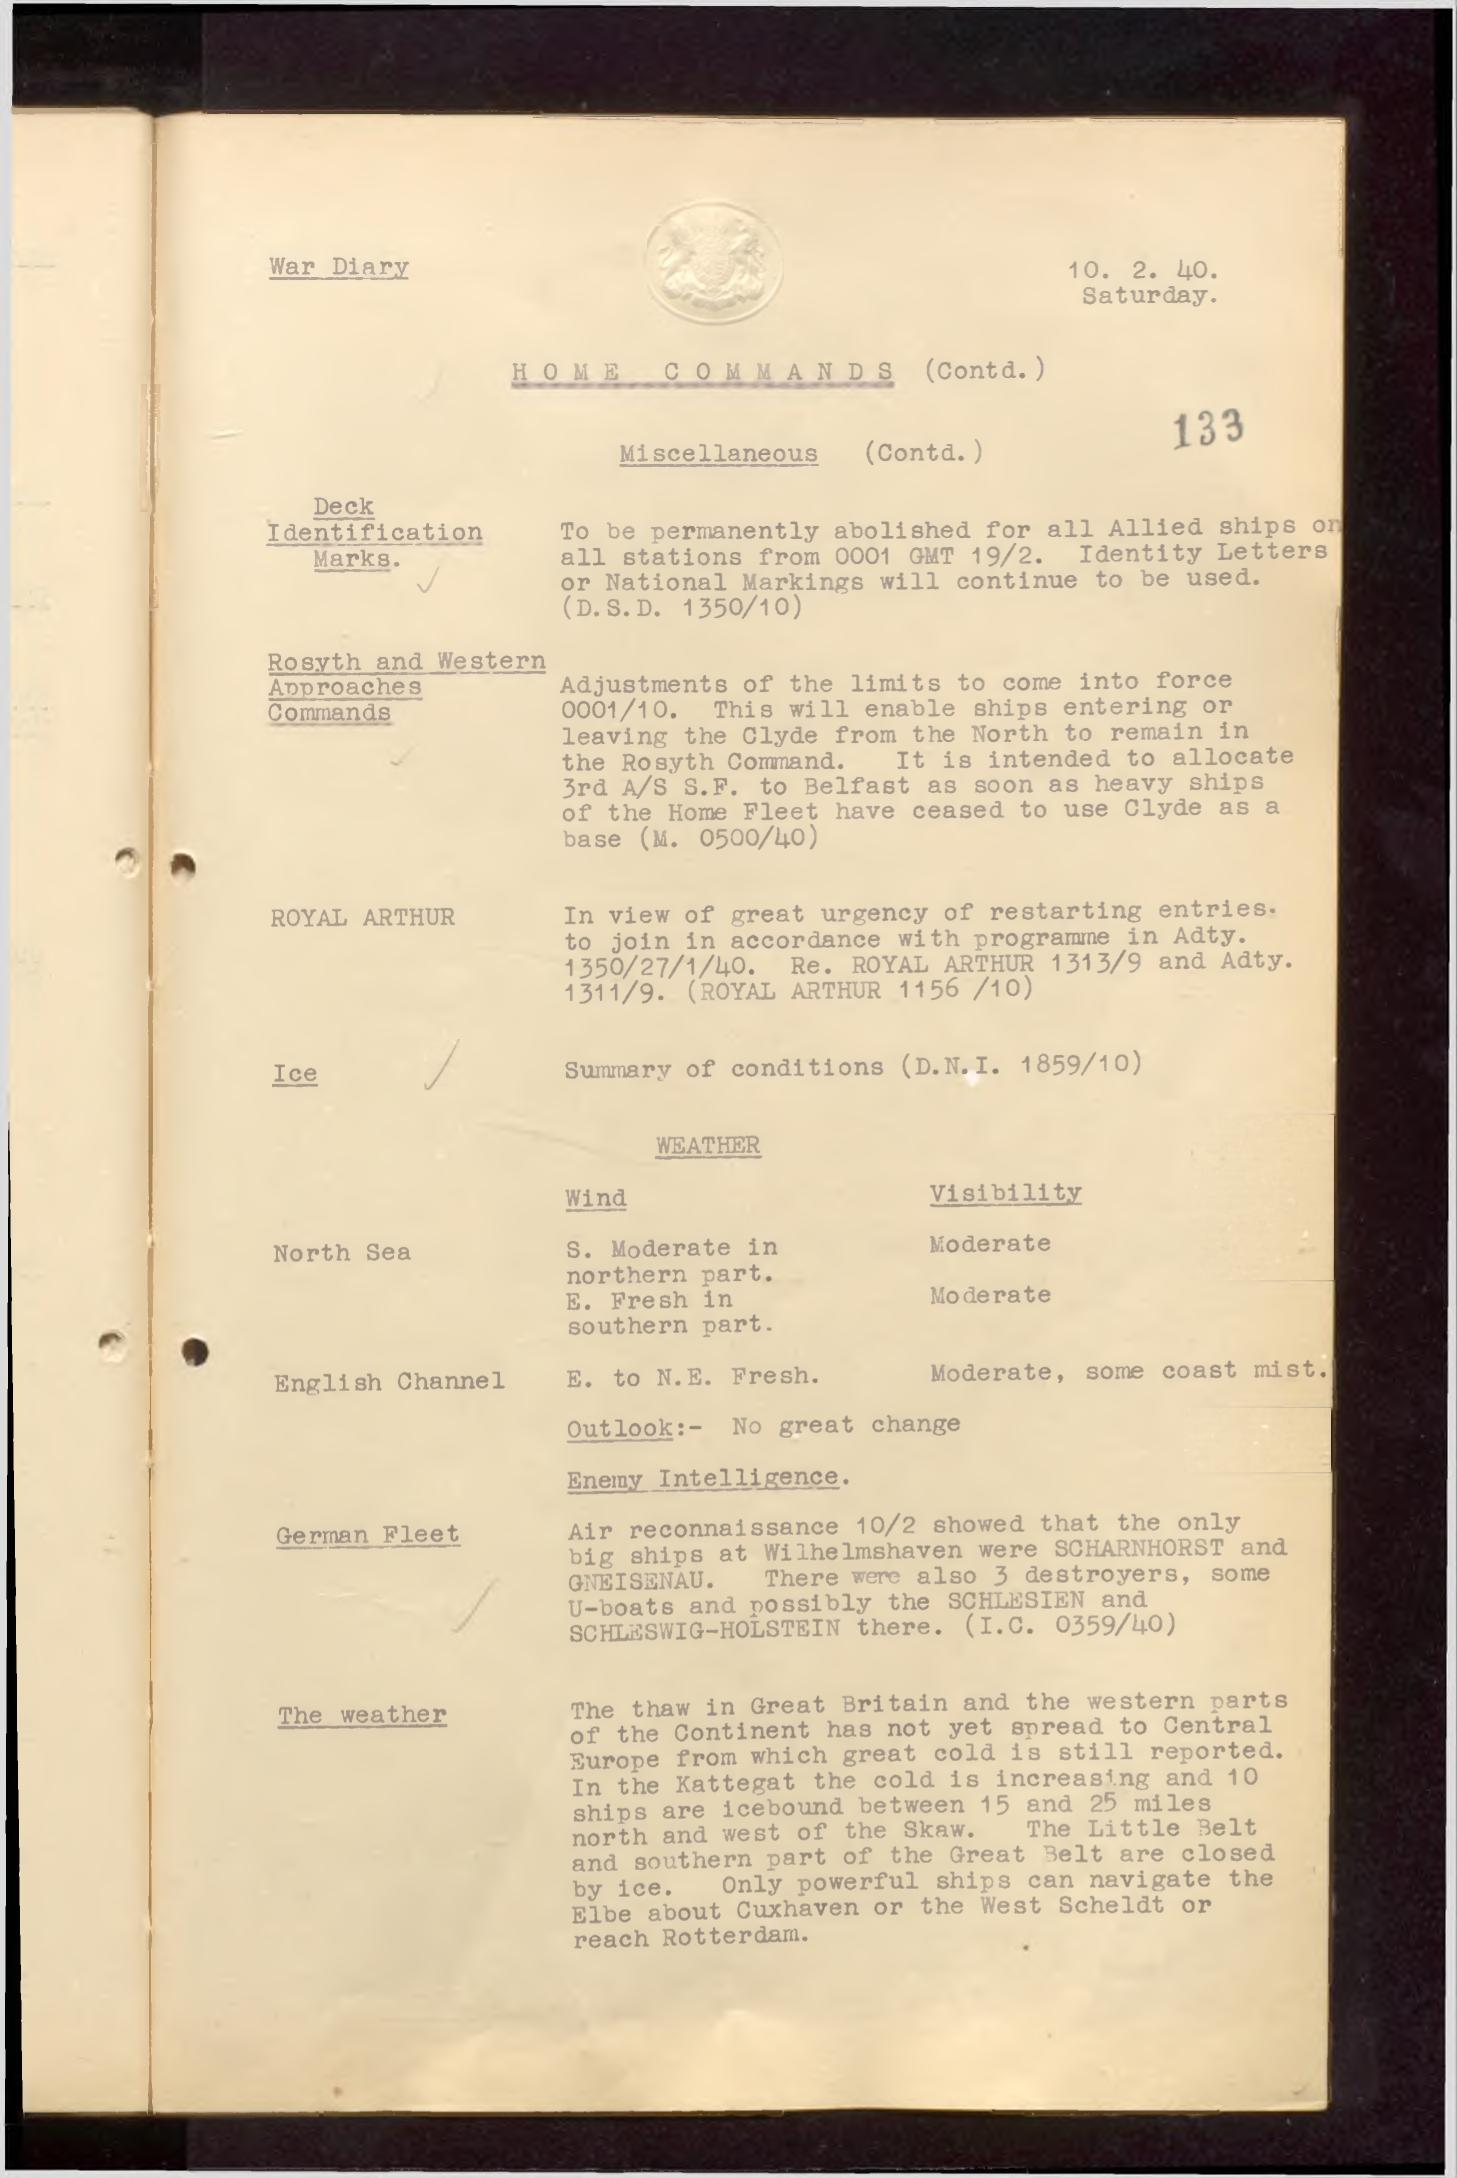 War Diary
10. 2. 40.
Saturday.
HOME COMMANDS (Contd.)
133
Miscellaneous (Contd.)
Deck
Identification
Marks.
To be permanently abolished for all Allied ships on
all stations from 0001 GMT 19/2. Identity Letters
or National Markings will continue to be used.
(D.S.D. 1350/10)
Rosyth and Western
Approaches
Commands
Adjustments of the limits to come into force
0001/10. This will enable ships entering or
leaving the Clyde from the North to remain in
the Rosyth Command. It is intended to allocate
3rd A/S S.F. to Belfast as soon as heavy ships
of the Home Fleet have ceased to use Clyde as a
base (M. 0500/40)
ROYAL ARTHUR
In view of great urgency of restarting entries.
to join in accordance with programme in Adty.
1350/27/1/40. Re. ROYAL ARTHUR 1313/9 and Adty.
1311/9. (ROYAL ARTHUR 1156 /10)
Ice
Summary of conditions (D.N.I. 1859/10)
WEATHER
Wind Visibility
North Sea S. Moderate in Moderate
northern part.
E. Fresh in Moderate
southern part.
English Channel E. to N.E. Fresh. Moderate, some coast mist.
Outlook:- No great change
Enemy Intelligence.
German Fleet
Air reconnaissance 10/2 showed that the only
big ships at Wilhelmshaven were SCHARNHORST and
GNEISENAU. There were also 3 destroyers, some
U-boats and possibly the SCHLESIEN and
SCHLESWIG-HOLSTEIN there. (I.C. 0359/40)
The weather
The thaw in Great Britain and the western parts
of the Continent has not yet spread to Central
Europe from which great cold is still reported.
In the Kattegat the cold is increasing and 10
ships are icebound between 15 and 25 miles
north and west of the Skaw. The Little Belt
and southern part of the Great Belt are closed
by ice. Only powerful ships can navigate the
Elbe about Cuxhaven or the West Scheldt or
reach Rotterdam.